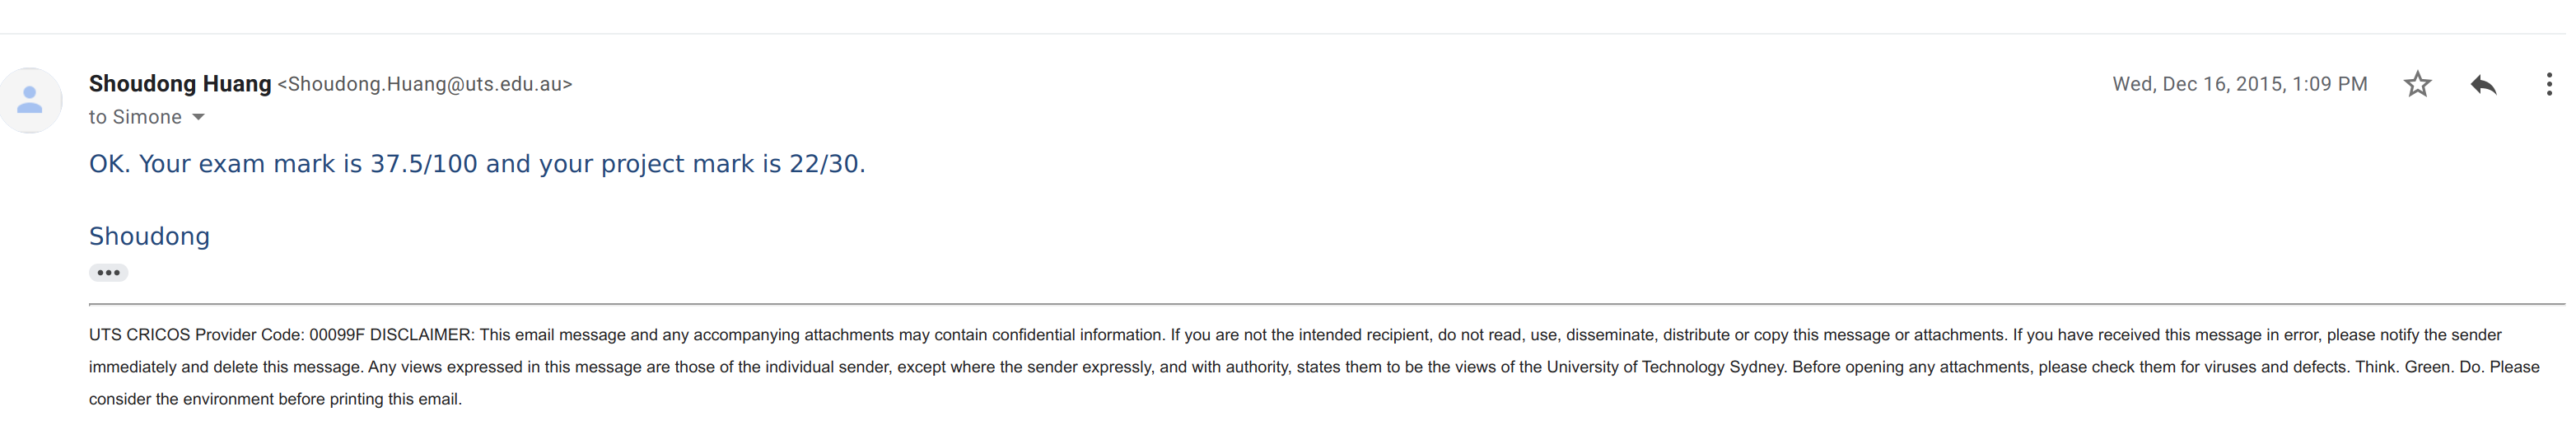 Shoudong Huang <Shoudong.Huang@uts.edu.au>
Wed, Dec 16, 2015, 1:09 PM
to Simone
OK. Your exam mark is 37.5/100 and your project mark is 22/30.
Shoudong
UTS CRICOS Provider Code: 00099F DISCLAIMER: This email message and any accompanying attachments may contain confidential information. If you are not the intended recipient, do not read, use, disseminate, distribute or copy this message or attachments. If you have received this message in error, please notify the sender
immediately and delete this message. Any views expressed in this message are those of the individual sender, except where the sender expressly, and with authority, states them to be the views of the University of Technology Sydney. Before opening any attachments, please check them for viruses and defects. Think. Green. Do. Please
consider the environment before printing this email.